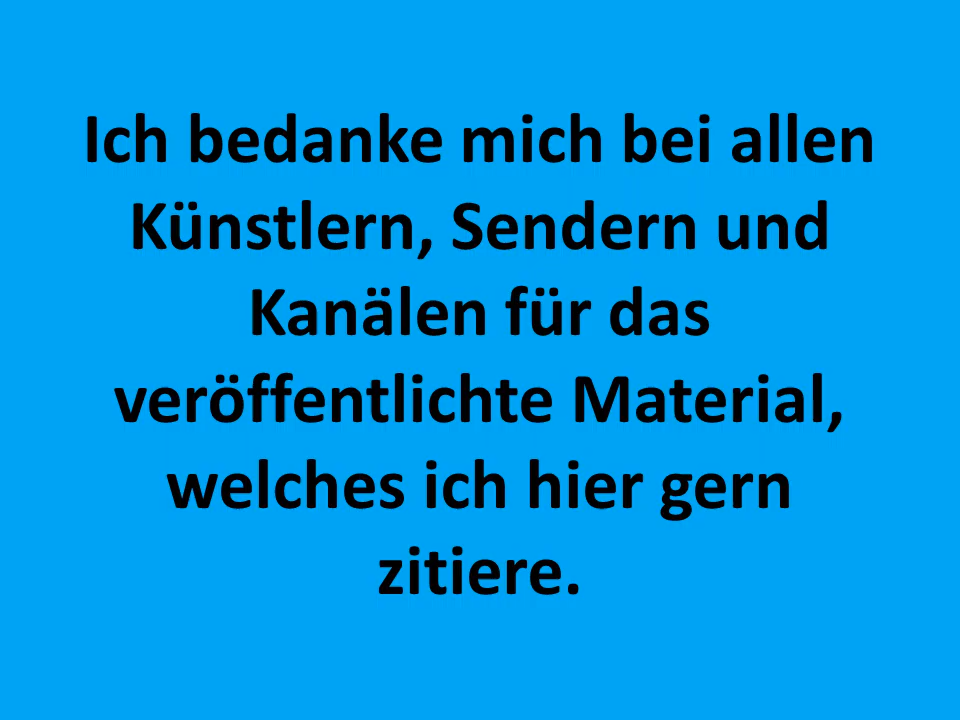 Ich bedanke mich bei allen
Künstlern, Sendern und
Kanälen für das
veröffentlichte Material,
welches ich hier gern
zitiere.